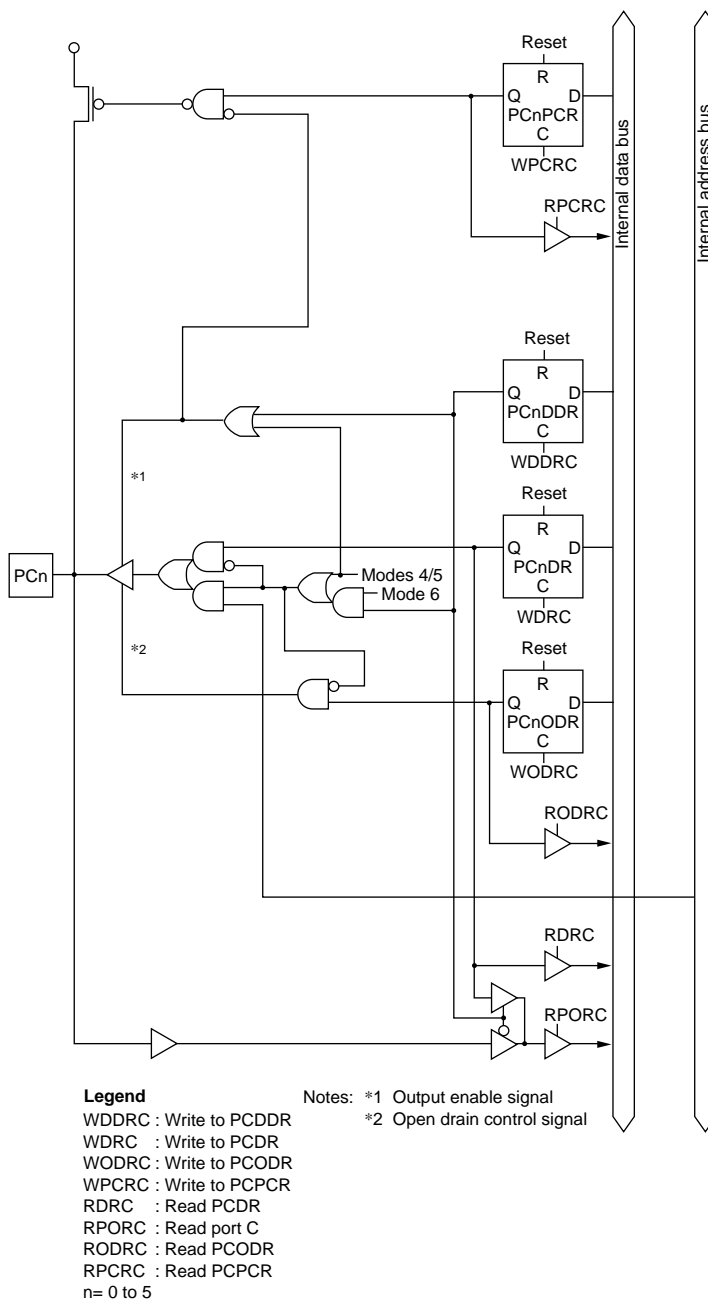 Reset
R
Q D
PCnPCR
C
WPCRC
RPCRC
Internal data bus
Internal address bus
Reset
R
Q D
PCnDDR
C
WDDRC
*1
Reset
R
Q D
PCnDR
C
WDRC
PCn
Modes 4/5
Mode 6
*2
Reset
R
Q D
PCnODR
C
WODRC
RODRC
RDRC
RPORC
Legend
WDDRC : Write to PCDDR
WDRC : Write to PCDR
WODRC : Write to PCODR
WPCRC : Write to PCPCR
RDRC : Read PCDR
RPORC : Read port C
RODRC : Read PCODR
RPCRC : Read PCPCR
n= 0 to 5
Notes: *1 Output enable signal
*2 Open drain control signal